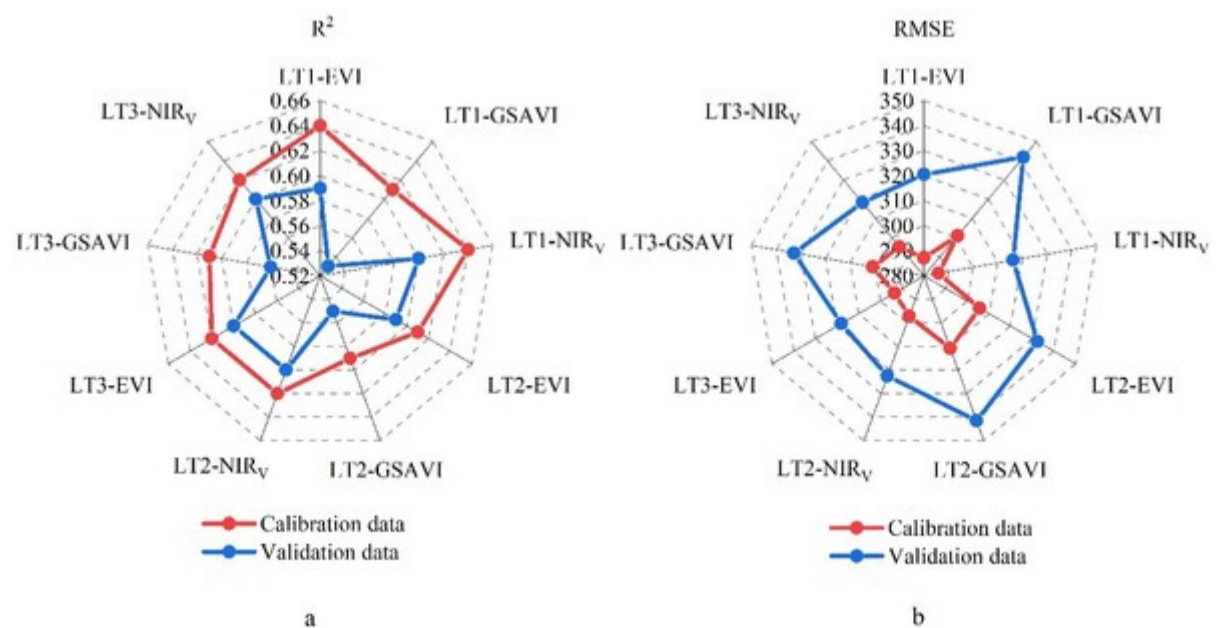 R²
LT1-EVI
0.66
0.64
0.62
0.60
0.58
0.56
0.54
0.52
LT1-GSAVI
LT1-NIRV
LT2-EVI
LT2-GSAVI
LT2-NIRV
LT3-EVI
LT3-GSAVI
LT3-NIRV
Calibration data
Validation data
a
RMSE
LT1-EVI
350
340
330
320
310
300
290
280
LT1-GSAVI
LT1-NIRV
LT2-EVI
LT2-GSAVI
LT2-NIRV
LT3-EVI
LT3-GSAVI
LT3-NIRV
Calibration data
Validation data
b